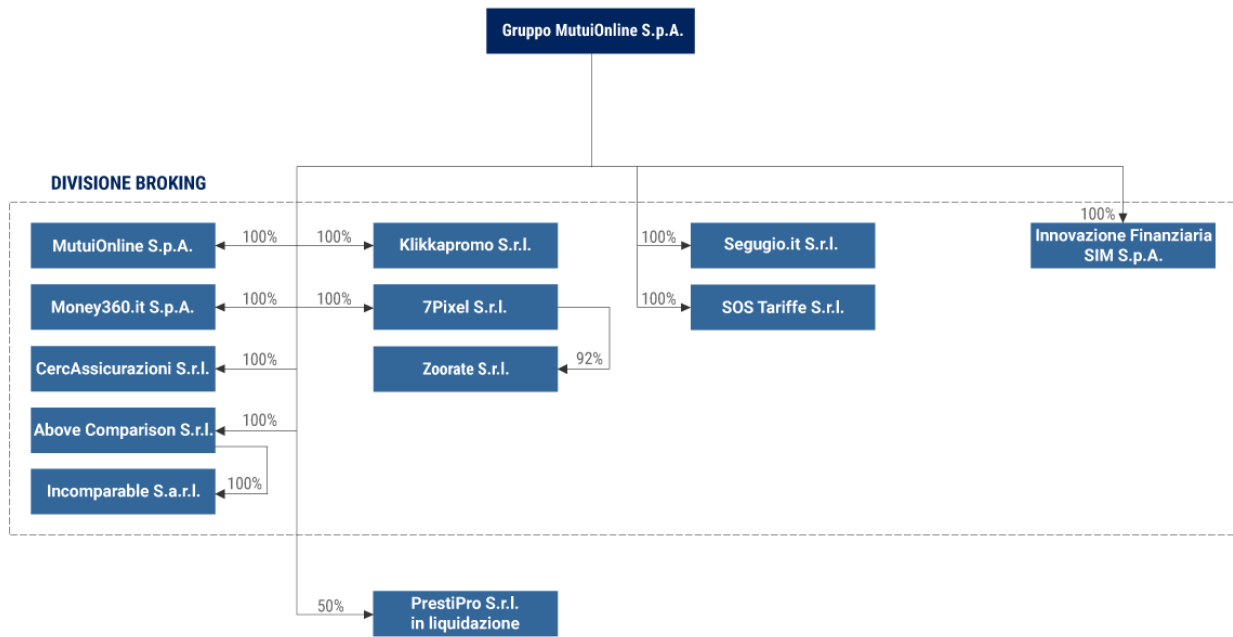 Gruppo MutuiOnline S.p.A.
DIVISIONE BROKING
100%
MutuiOnline S.p.A.
100%
100%
Klikkapromo S.r.l.
100%
Segugio.it S.r.l.
Innovazione Finanziaria
SIM S.p.A.
Money360.it S.p.A.
100%
100%
7Pixel S.r.l.
100%
SOS Tariffe S.r.l.
CercAssicurazioni S.r.l.
100%
Zoorate S.r.l.
92%
Above Comparison S.r.l.
100%
Incomparable S.a.r.l.
100%
50%
PrestiPro S.r.l.
in liquidazione